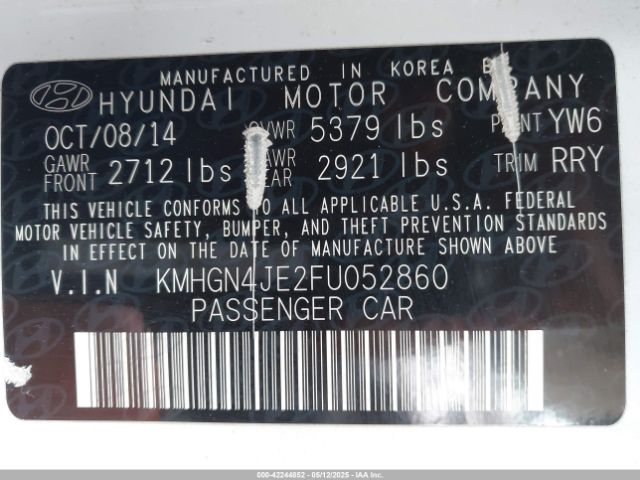 MANUFACTURED IN KOREA
HYUNDAI MOTOR COMPANY
OCT/08/14 GVWR 5379 lbs PAINT YW6
GAWR FRONT 2712 lbs GAWR REAR 2921 lbs TRIM RRY
THIS VEHICLE CONFORMS TO ALL APPLICABLE U.S.A. FEDERAL
MOTOR VEHICLE SAFETY, BUMPER, AND THEFT PREVENTION STANDARDS
IN EFFECT ON THE DATE OF MANUFACTURE SHOWN ABOVE
V.I.N KMHGN4JE2FU052860
PASSENGER CAR
000-42244652 - 05/12/2025 - IAA Inc.